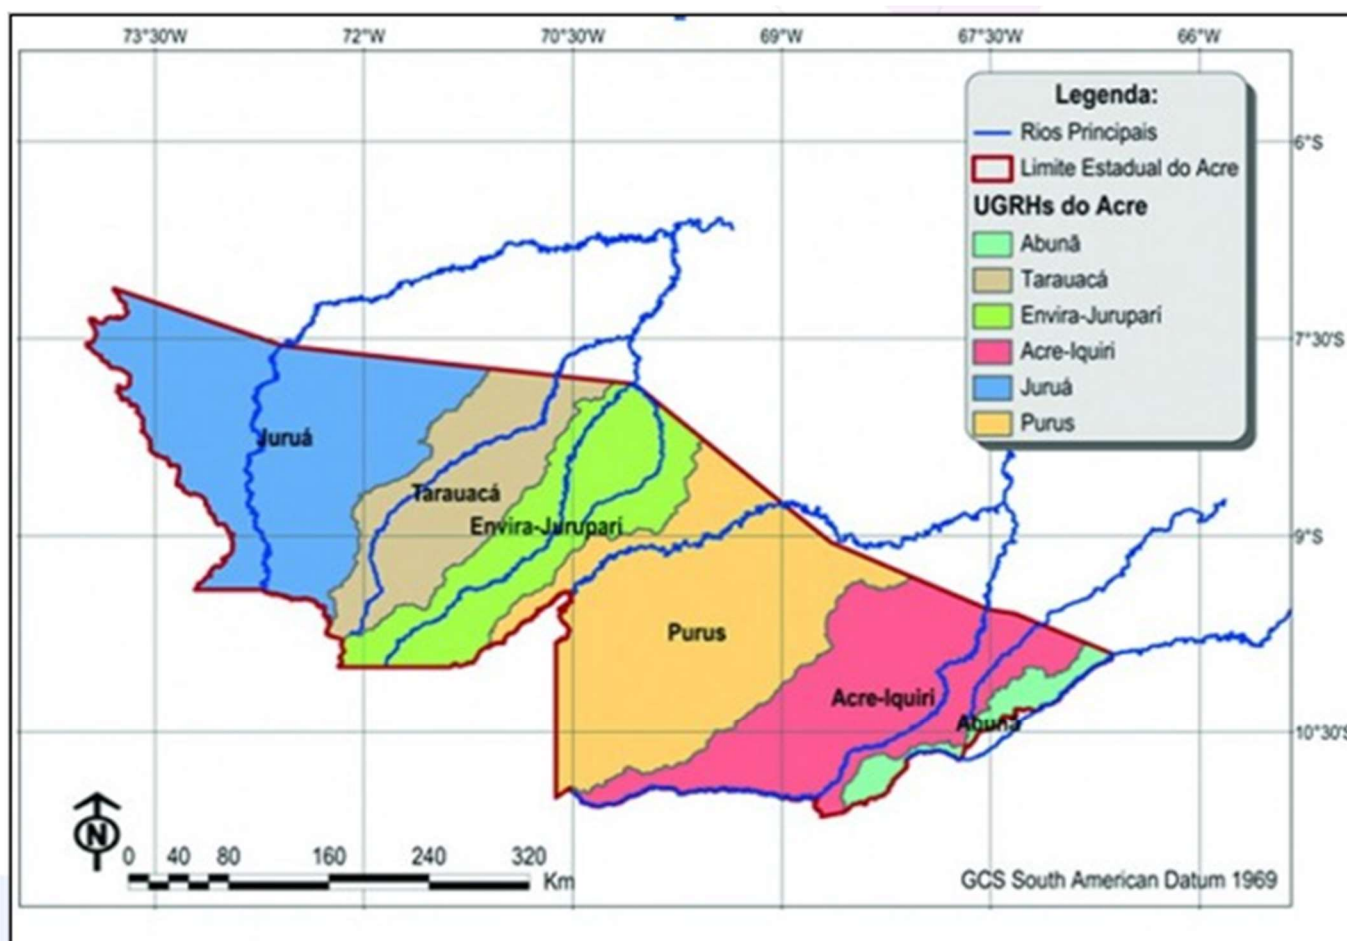 73°30'W 72°W 70°30'W 69°W 67°30'W 66°W
Legenda:
Rios Principais
Limite Estadual do Acre
UGRHs do Acre
Abunã
Tarauacá
Envira-Jurupari
Acre-Iquiri
Juruá
Purus
6°S
7°30'S
9°S
10°30'S
Juruá
Tarauacá
Envira-Jurupari
Purus
Acre-Iquiri
Abunã
N
0 40 80 160 240 320
Km
GCS South American Datum 1969